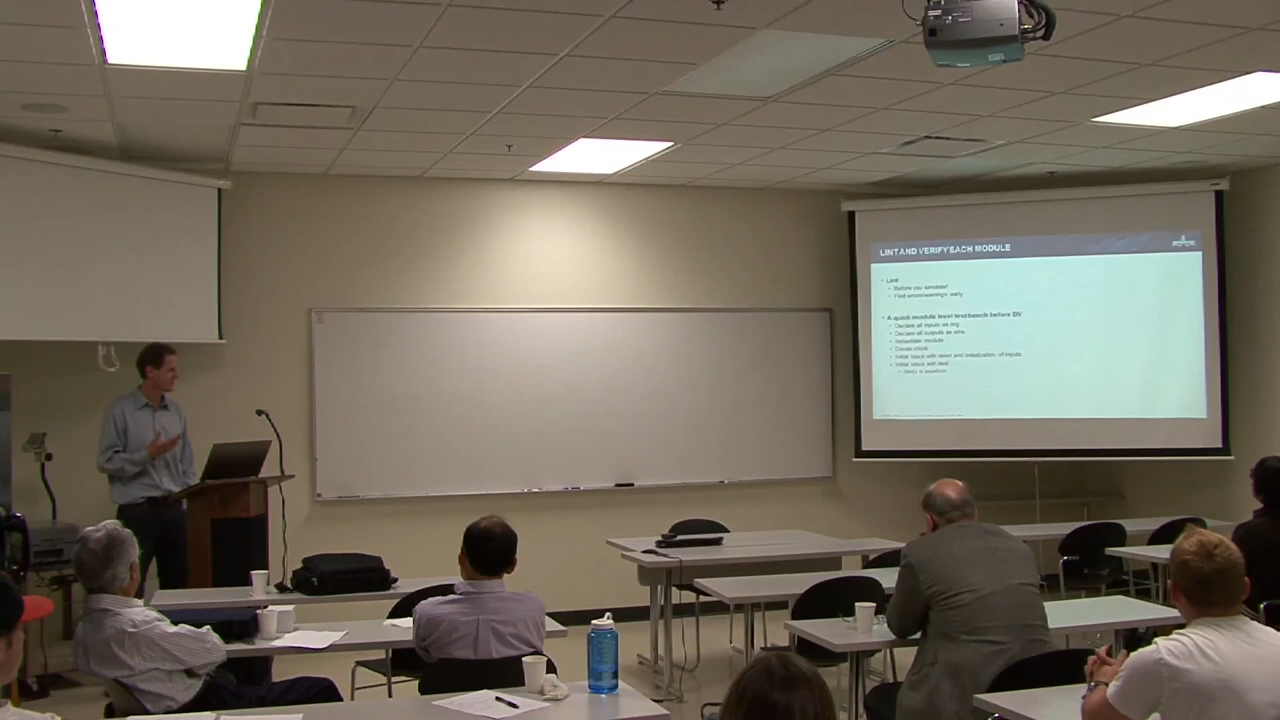 LINT AND VERIFY EACH MODULE
Lint
Before you simulate!
Find errors/warnings early
A quick module level testbench before DV
Declare all inputs as reg
Declare all outputs as wire
Instantiate module
Create clock
Initial block with reset and initialization of inputs
Initial block with test